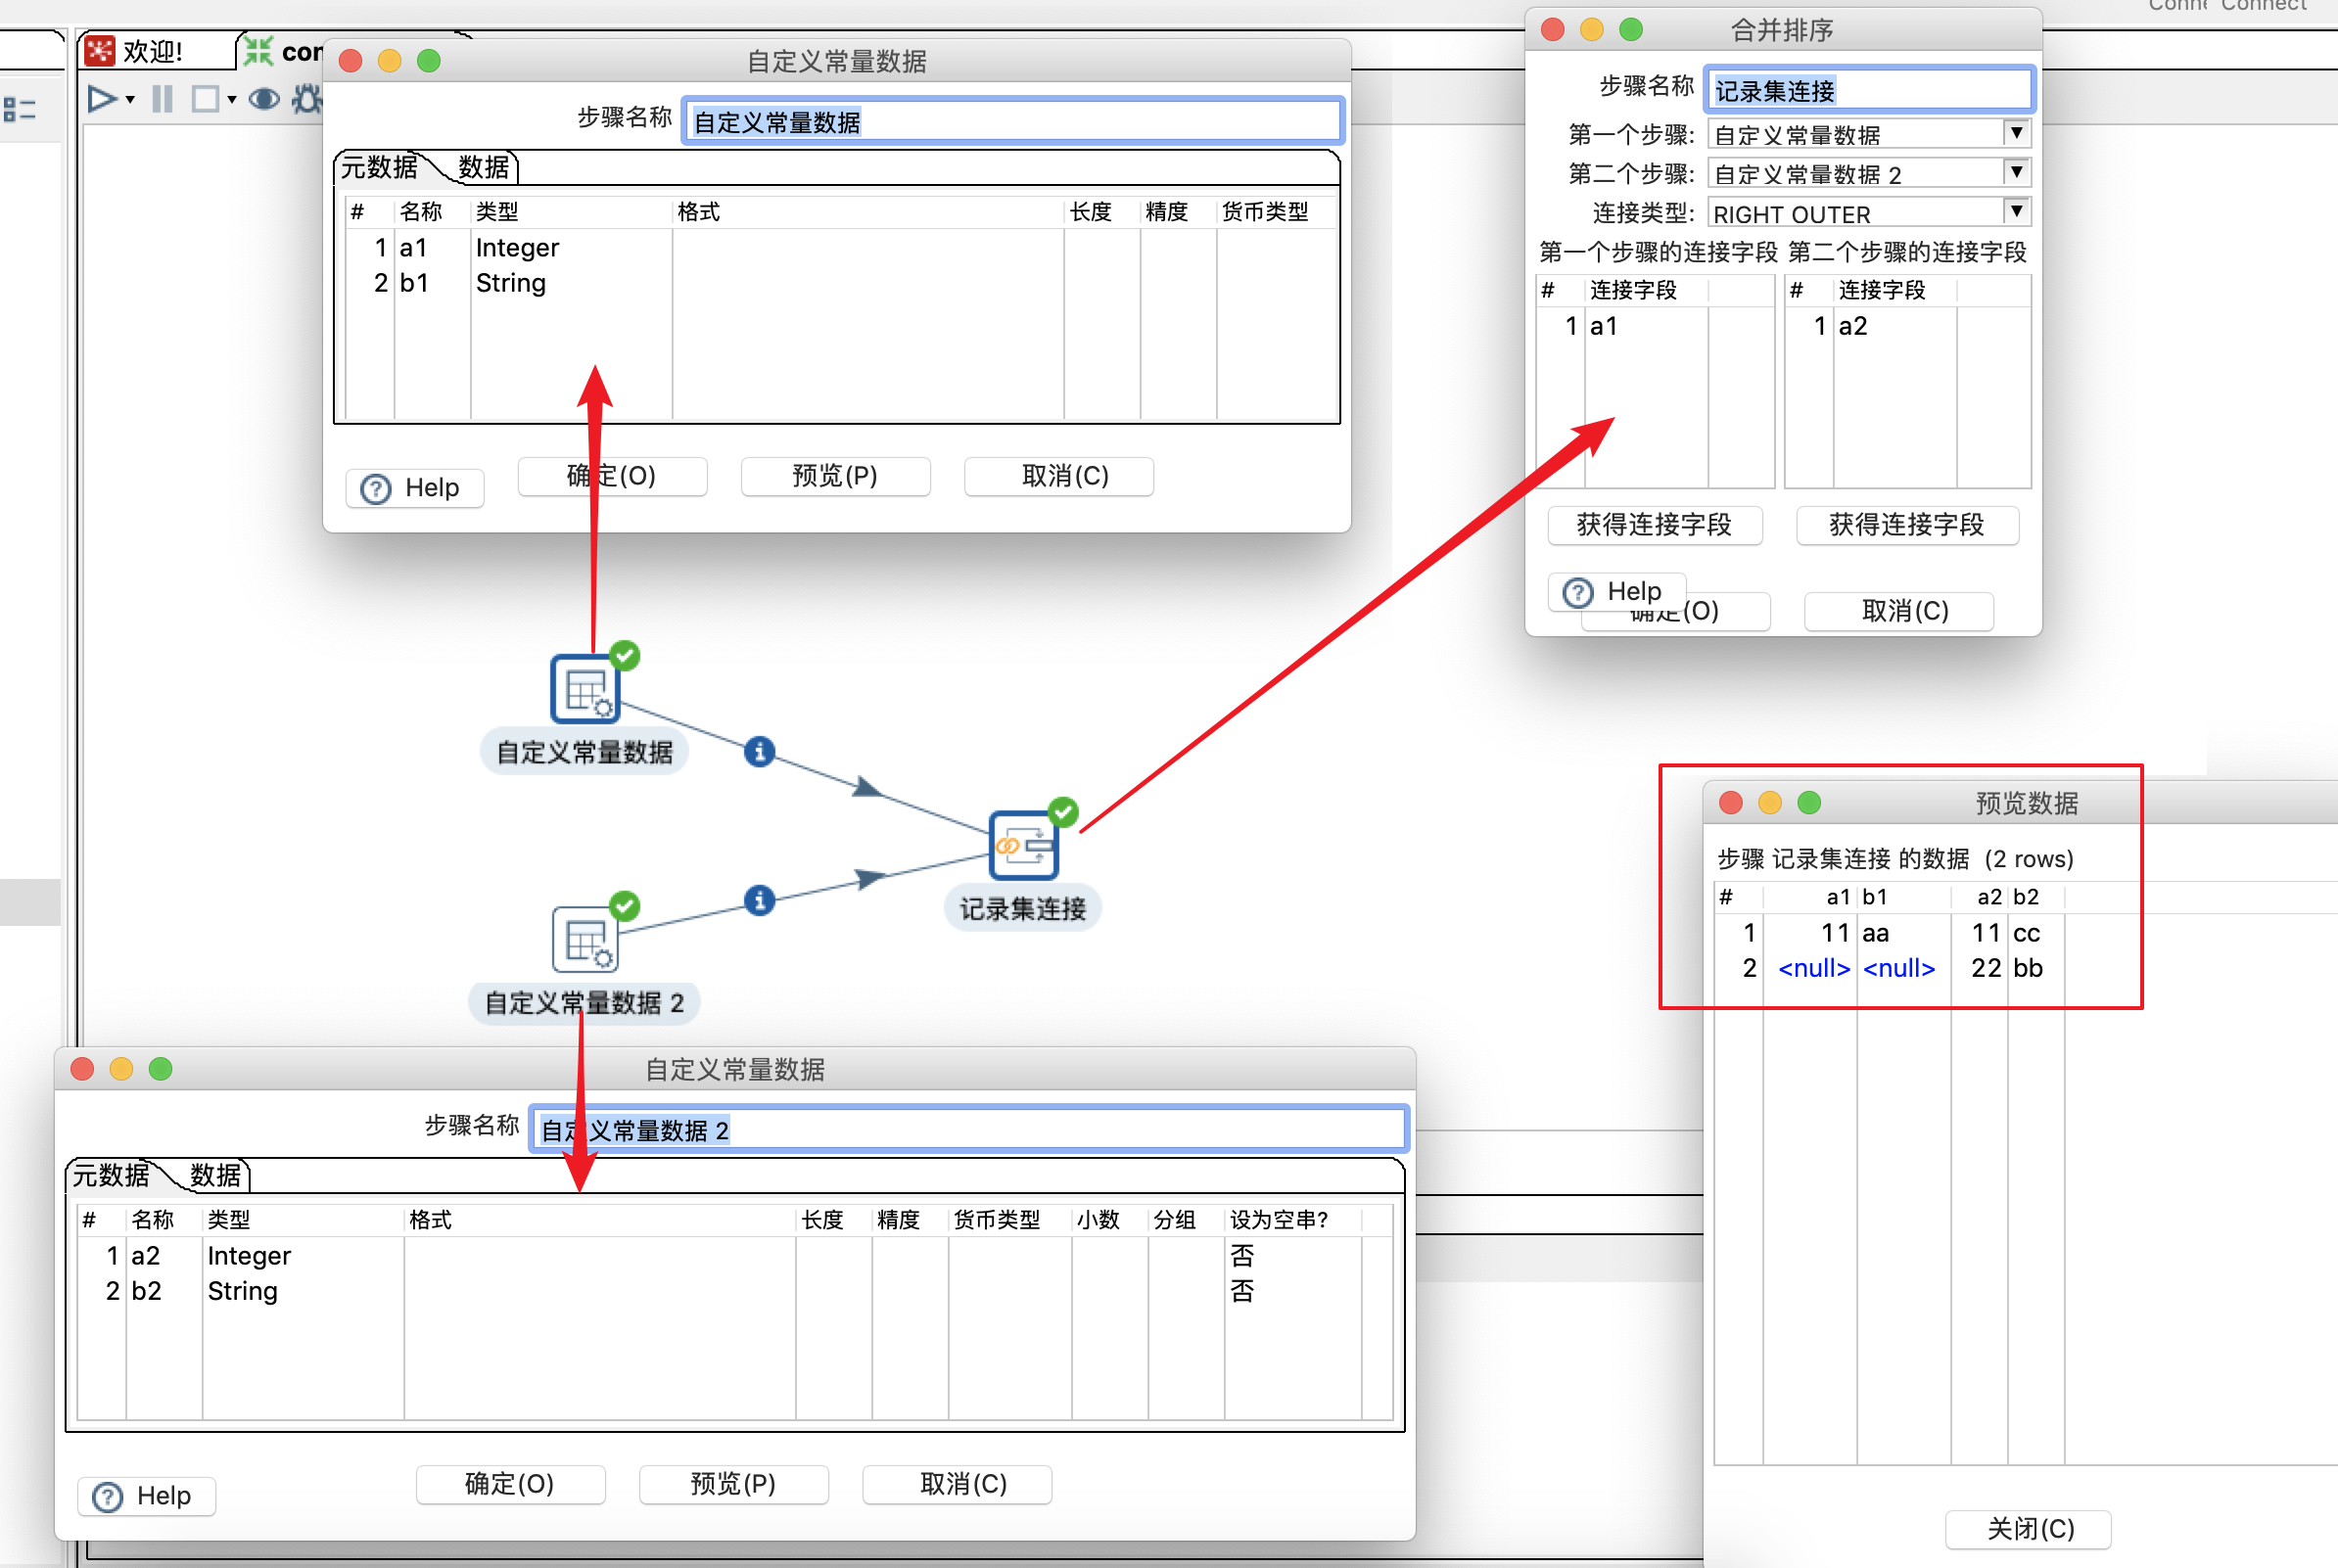 Conne Connect
欢迎!
con
自定义常量数据
步骤名称 自定义常量数据
元数据 数据
# 名称 类型 格式 长度 精度 货币类型
1 a1 Integer
2 b1 String
Help 确定(O) 预览(P) 取消(C)
合并排序
步骤名称 记录集连接
第一个步骤: 自定义常量数据
第二个步骤: 自定义常量数据 2
连接类型: RIGHT OUTER
第一个步骤的连接字段 第二个步骤的连接字段
# 连接字段 # 连接字段
1 a1 1 a2
获得连接字段 获得连接字段
Help
确定(O) 取消(C)
自定义常量数据
记录集连接
自定义常量数据 2
预览数据
步骤 记录集连接 的数据 (2 rows)
# a1 b1 a2 b2
1 11 aa 11 cc
2 <null> <null> 22 bb
关闭(C)
自定义常量数据
步骤名称 自定义常量数据 2
元数据 数据
# 名称 类型 格式 长度 精度 货币类型 小数 分组 设为空串?
1 a2 Integer 否
2 b2 String 否
Help 确定(O) 预览(P) 取消(C)